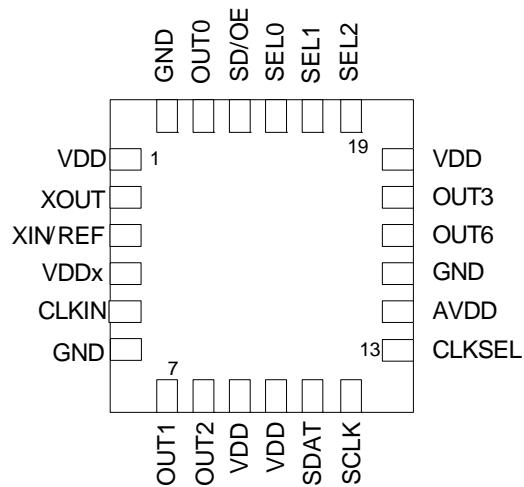 GND
OUT0
SD/OE
SEL0
SEL1
SEL2
VDD
1
19
VDD
XOUT
OUT3
XIN/REF
OUT6
VDDx
GND
CLKIN
AVDD
GND
13
CLKSEL
7
OUT1
OUT2
VDD
VDD
SDAT
SCLK